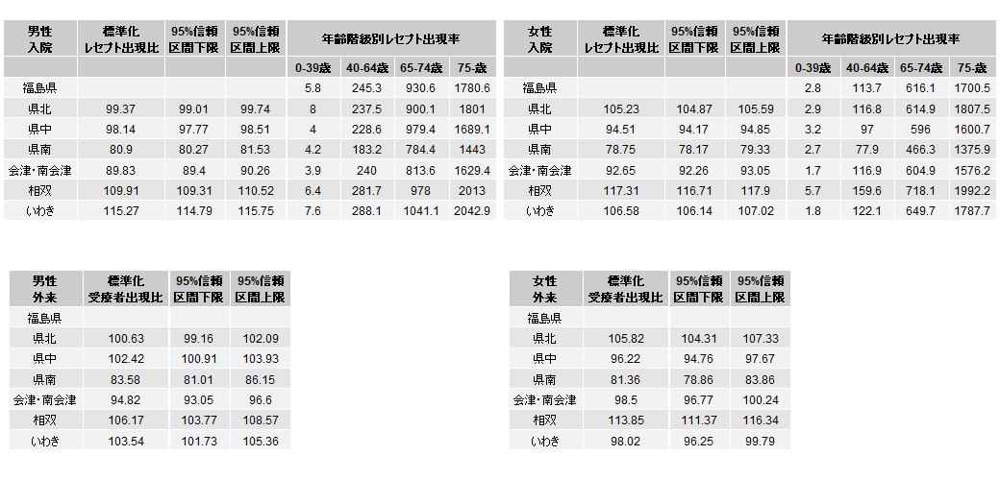 男性 標準化 95%信頼 95%信頼 年齢階級別レセプト出現率
入院 レセプト出現比 区間下限 区間上限
0-39歳 40-64歳 65-74歳 75-歳
福島県 5.8 245.3 930.6 1780.6
県北 99.37 99.01 99.74 8 237.5 900.1 1801
県中 98.14 97.77 98.51 4 228.6 979.4 1689.1
県南 80.9 80.27 81.53 4.2 183.2 784.4 1443
会津・南会津 89.83 89.4 90.26 3.9 240 813.6 1629.4
相双 109.91 109.31 110.52 6.4 281.7 978 2013
いわき 115.27 114.79 115.75 7.6 288.1 1041.1 2042.9
女性 標準化 95%信頼 95%信頼 年齢階級別レセプト出現率
入院 レセプト出現比 区間下限 区間上限
0-39歳 40-64歳 65-74歳 75-歳
福島県 2.8 113.7 616.1 1700.5
県北 105.23 104.87 105.59 2.9 116.8 614.9 1807.5
県中 94.51 94.17 94.85 3.2 97 596 1600.7
県南 78.75 78.17 79.33 2.7 77.9 466.3 1375.9
会津・南会津 92.65 92.26 93.05 1.7 116.9 604.9 1576.2
相双 117.31 116.71 117.9 5.7 159.6 718.1 1992.2
いわき 106.58 106.14 107.02 1.8 122.1 649.7 1787.7
男性 標準化 95%信頼 95%信頼
外来 受療者出現比 区間下限 区間上限
福島県
県北 100.63 99.16 102.09
県中 102.42 100.91 103.93
県南 83.58 81.01 86.15
会津・南会津 94.82 93.05 96.6
相双 106.17 103.77 108.57
いわき 103.54 101.73 105.36
女性 標準化 95%信頼 95%信頼
外来 受療者出現比 区間下限 区間上限
福島県
県北 105.82 104.31 107.33
県中 96.22 94.76 97.67
県南 81.36 78.86 83.86
会津・南会津 98.5 96.77 100.24
相双 113.85 111.37 116.34
いわき 98.02 96.25 99.79